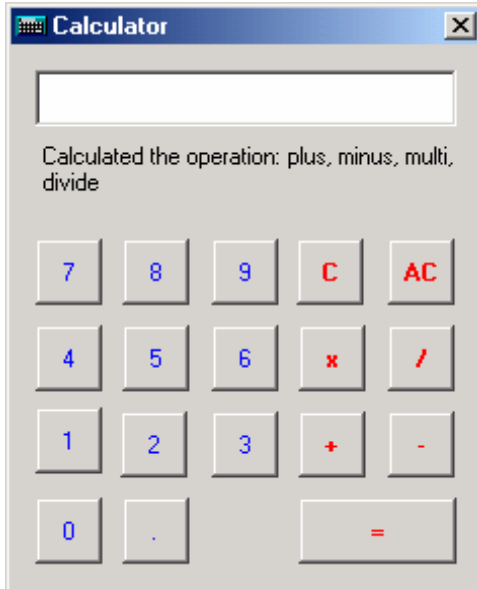 Calculator
Calculated the operation: plus, minus, multi,
divide
7 8 9 C AC
4 5 6 x /
1 2 3 + -
0 . =